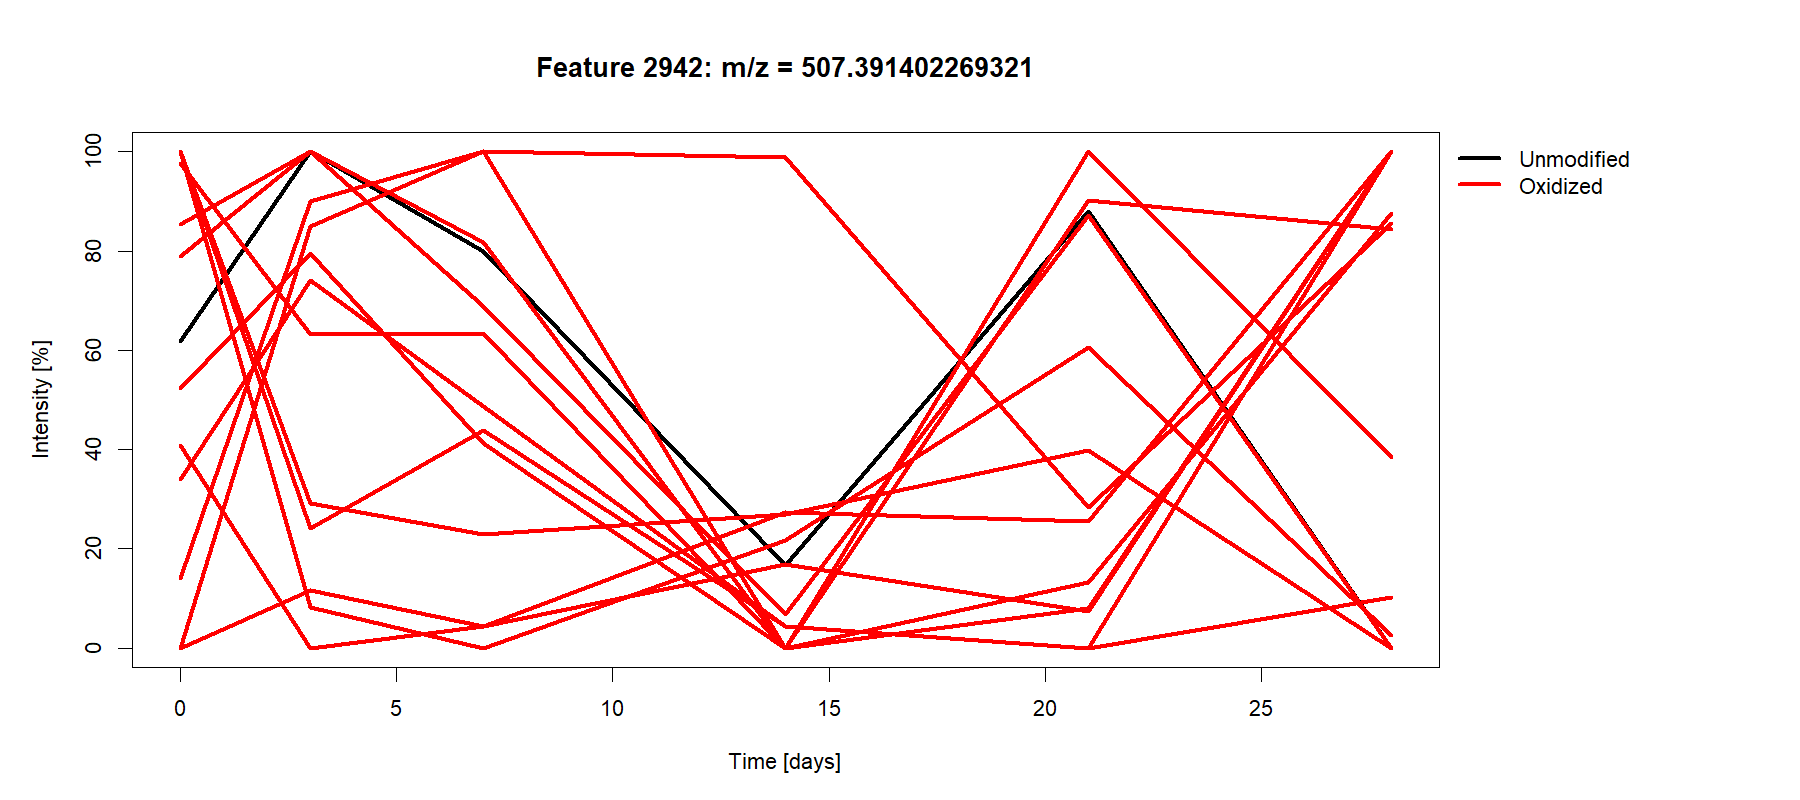 Feature 2942: m/z = 507.391402269321
Unmodified
Oxidized
Intensity [%]
100
80
60
40
20
0
0 5 10 15 20 25
Time [days]